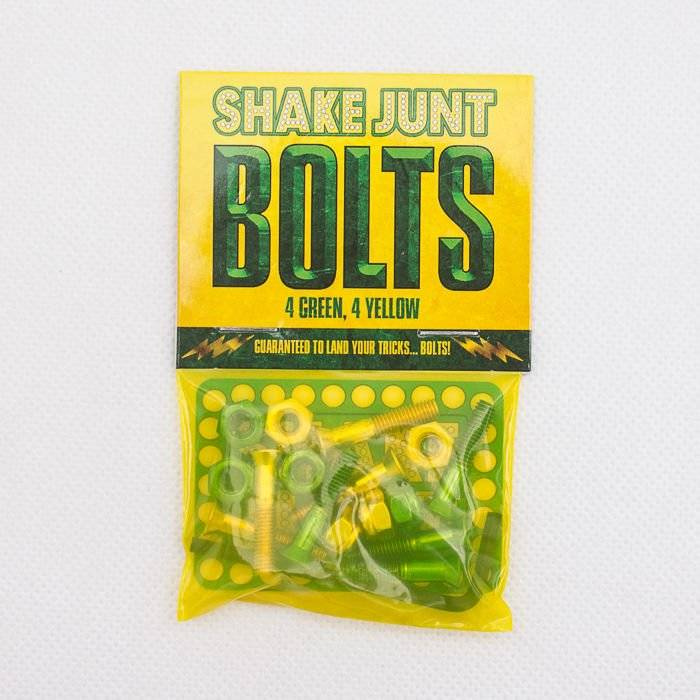 SHAKE JUNT
BOLTS
4 GREEN, 4 YELLOW
GUARANTEED TO LAND YOUR TRICKS... BOLTS!